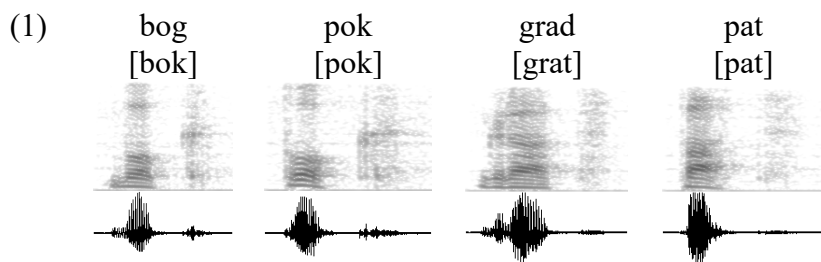 (1) bog pok grad pat
[bok] [pok] [grat] [pat]